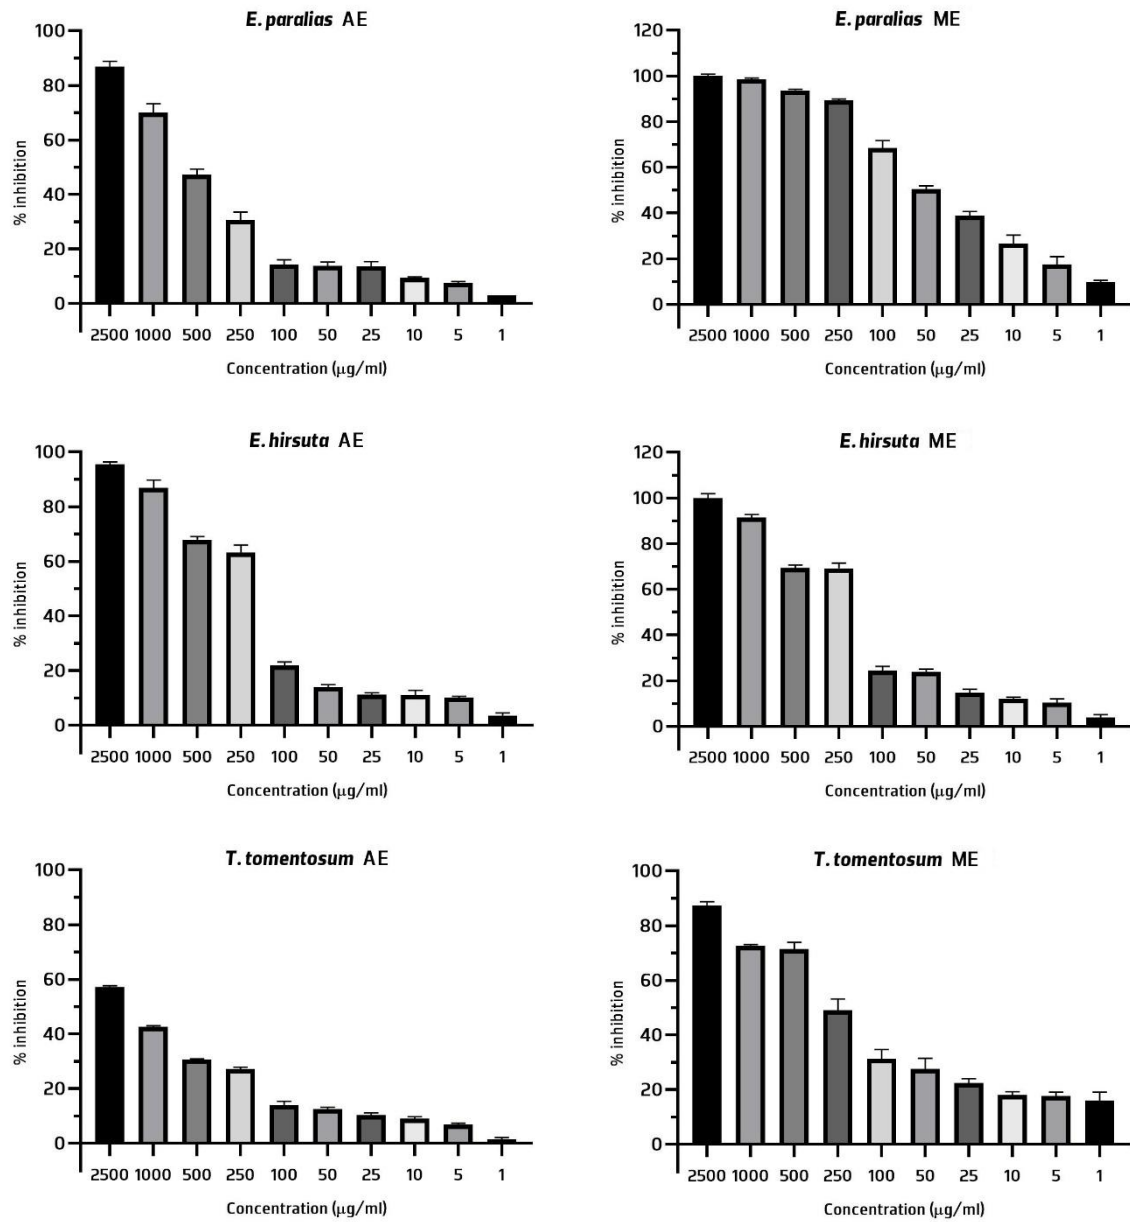 E. paralias AE
100
80
60
40
20
0
% inhibition
2500 1000 500 250 100 50 25 10 5 1
Concentration (µg/ml)
E. paralias ME
120
100
80
60
40
20
0
% inhibition
2500 1000 500 250 100 50 25 10 5 1
Concentration (µg/ml)
E. hirsuta AE
100
80
60
40
20
0
% inhibition
2500 1000 500 250 100 50 25 10 5 1
Concentration (µg/ml)
E. hirsuta ME
120
100
80
60
40
20
0
% inhibition
2500 1000 500 250 100 50 25 10 5 1
Concentration (µg/ml)
T. tomentosum AE
100
80
60
40
20
0
% inhibition
2500 1000 500 250 100 50 25 10 5 1
Concentration (µg/ml)
T. tomentosum ME
100
80
60
40
20
0
% inhibition
2500 1000 500 250 100 50 25 10 5 1
Concentration (µg/ml)